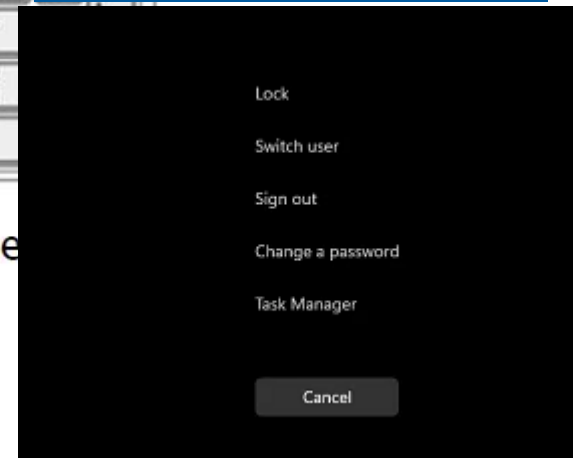 Lock
Switch user
Sign out
e
Change a password
Task Manager
Cancel